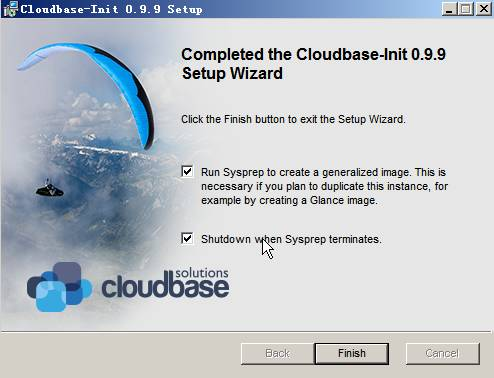 Cloudbase-Init 0.9.9 Setup
Completed the Cloudbase-Init 0.9.9
Setup Wizard
Click the Finish button to exit the Setup Wizard.
Run Sysprep to create a generalized image. This is
necessary if you plan to duplicate this instance, for
example by creating a Glance image.
Shutdown when Sysprep terminates.
solutions
cloudbase
Back Finish Cancel